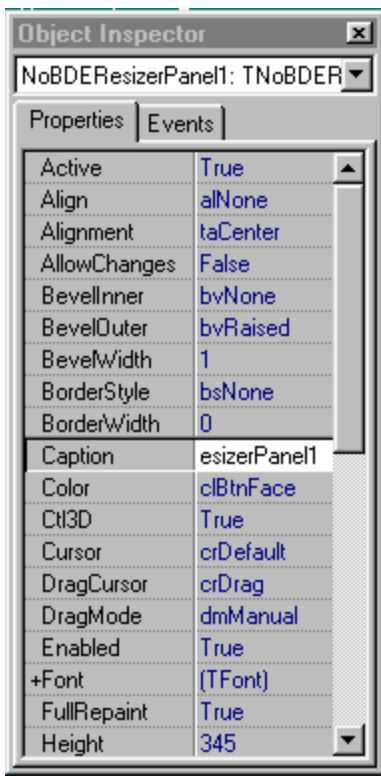 Object Inspector
NoBDEResizerPanel1: TNoBDER
Properties Events
Active True
Align alNone
Alignment taCenter
AllowChanges False
BevelInner bvNone
BevelOuter bvRaised
BevelWidth 1
BorderStyle bsNone
BorderWidth 0
Caption esizerPanel1
Color clBtnFace
Ctl3D True
Cursor crDefault
DragCursor crDrag
DragMode dmManual
Enabled True
+Font (TFont)
FullRepaint True
Height 345